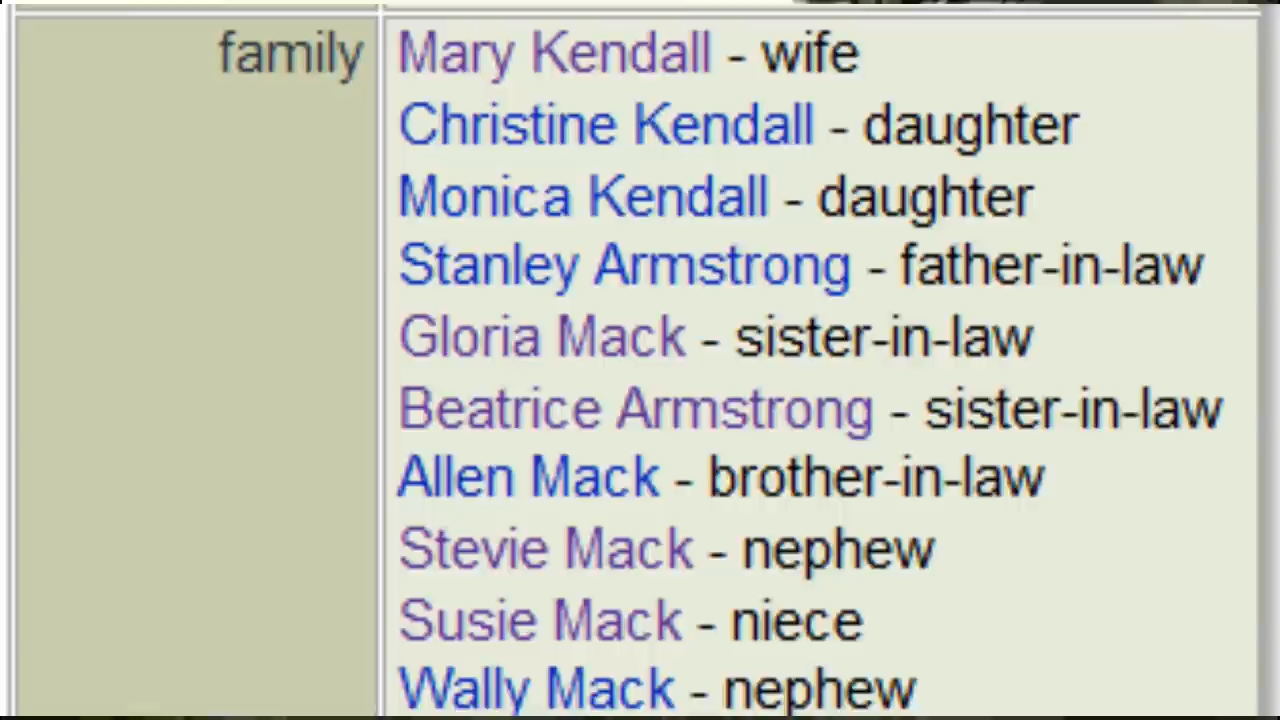 family
Mary Kendall - wife
Christine Kendall - daughter
Monica Kendall - daughter
Stanley Armstrong - father-in-law
Gloria Mack - sister-in-law
Beatrice Armstrong - sister-in-law
Allen Mack - brother-in-law
Stevie Mack - nephew
Susie Mack - niece
Wally Mack - nephew